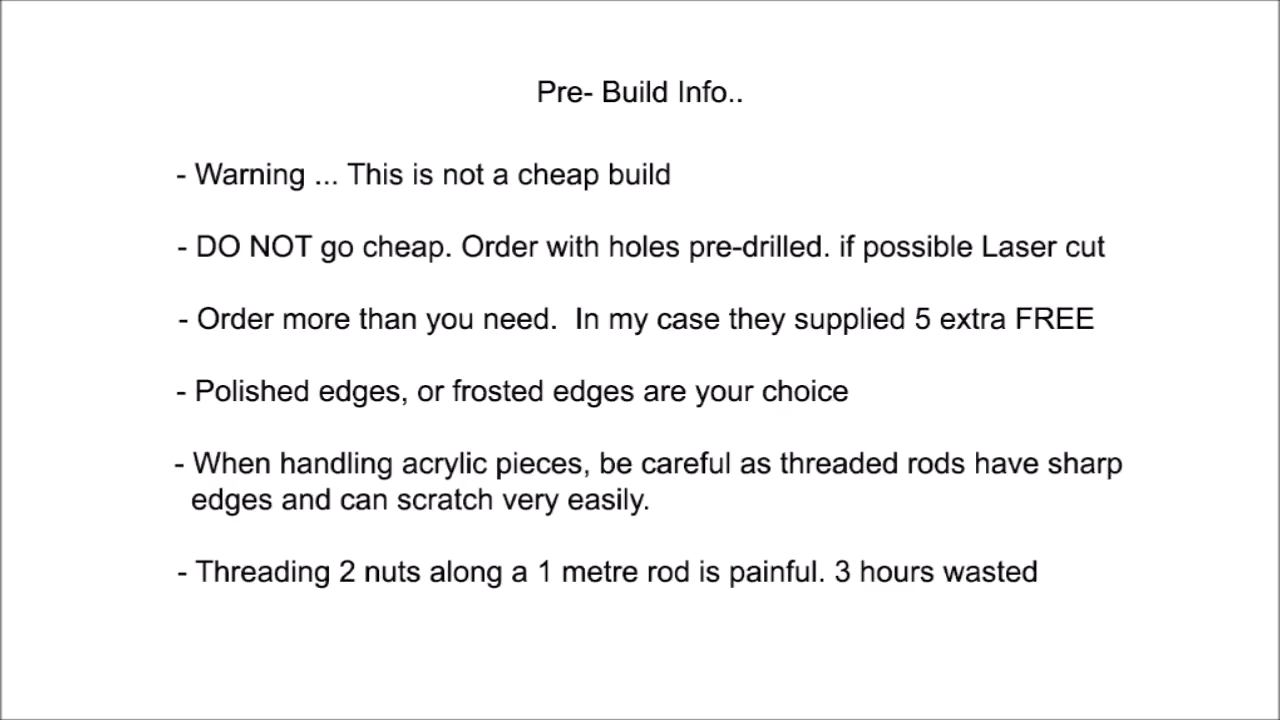 Pre- Build Info..
- Warning ... This is not a cheap build
- DO NOT go cheap. Order with holes pre-drilled. if possible Laser cut
- Order more than you need.  In my case they supplied 5 extra FREE
- Polished edges, or frosted edges are your choice
- When handling acrylic pieces, be careful as threaded rods have sharp
edges and can scratch very easily.
- Threading 2 nuts along a 1 metre rod is painful. 3 hours wasted